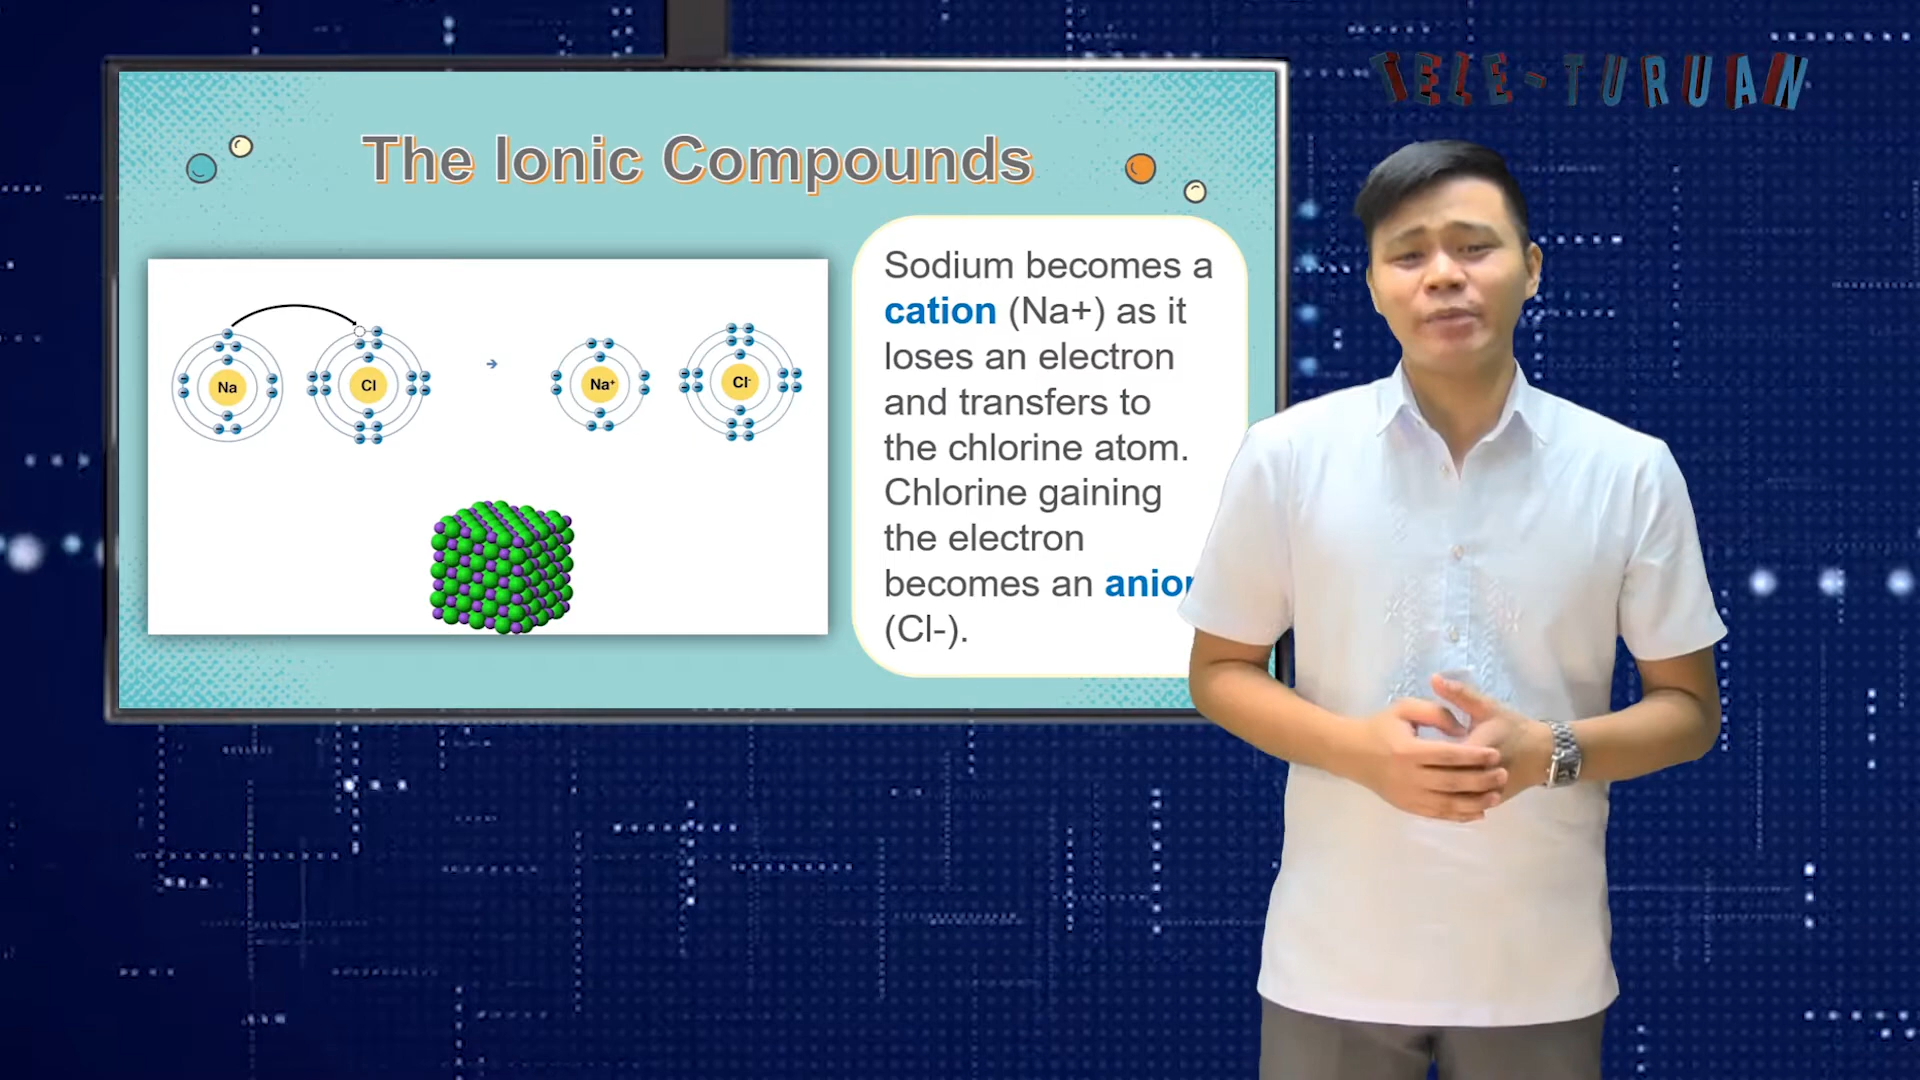 TELE-TURUAN
The Ionic Compounds
Na
Cl
Na+
Cl-
Sodium becomes a
cation (Na+) as it
loses an electron
and transfers to
the chlorine atom.
Chlorine gaining
the electron
becomes an anion
(Cl-).